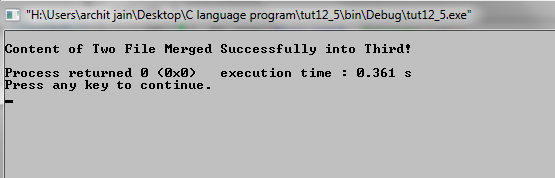 "H:\Users\archit jain\Desktop\C language program\tut12_5\bin\Debug\tut12_5.exe"
Content of Two File Merged Successfully into Third!
Process returned 0 (0x0)   execution time : 0.361 s
Press any key to continue.